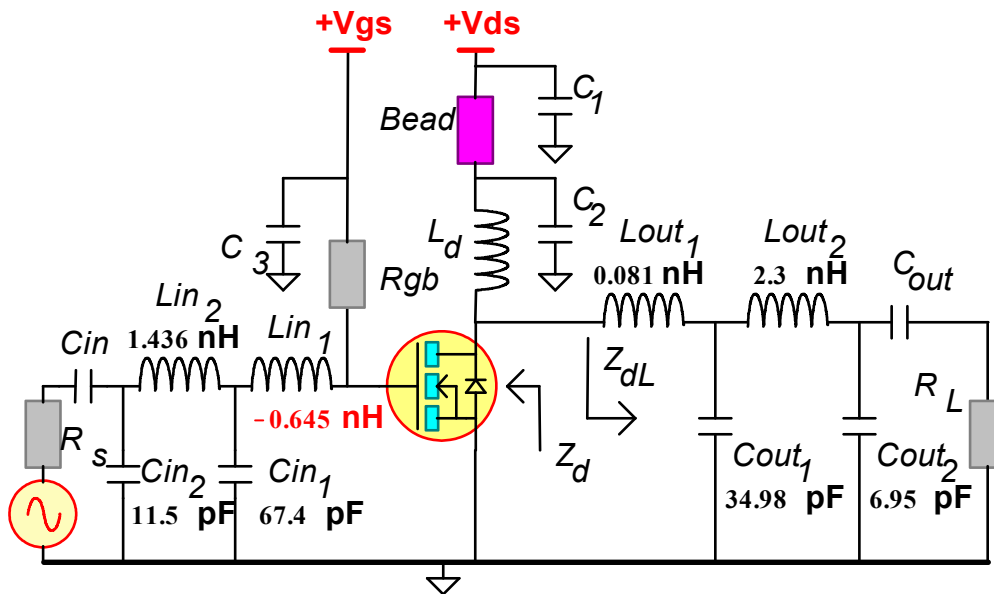 +Vgs
+Vds
Bead
C1
C3
Rgb
Ld
C2
Lout1
0.081 nH
Lout2
2.3 nH
Cout
Lin2
1.436 nH
Lin1
-0.645 nH
Cin
Rs
Cin2
11.5 pF
Cin1
67.4 pF
Zd
ZdL
Cout1
34.98 pF
Cout2
6.95 pF
RL